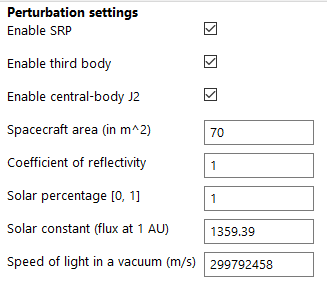 Perturbation settings
Enable SRP
Enable third body
Enable central-body J2
Spacecraft area (in m^2) 70
Coefficient of reflectivity 1
Solar percentage [0, 1] 1
Solar constant (flux at 1 AU) 1359.39
Speed of light in a vacuum (m/s) 299792458